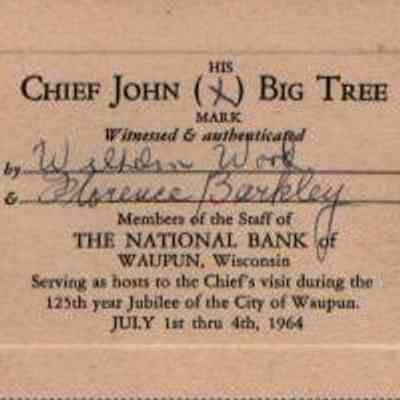 HIS
CHIEF JOHN (X) BIG TREE
MARK
Witnessed & authenticated
by Wood
& Florence Barkley
Members of the Staff of
THE NATIONAL BANK of
WAUPUN, Wisconsin
Serving as hosts to the Chief's visit during the
125th year Jubilee of the City of Waupun.
JULY 1st thru 4th, 1964